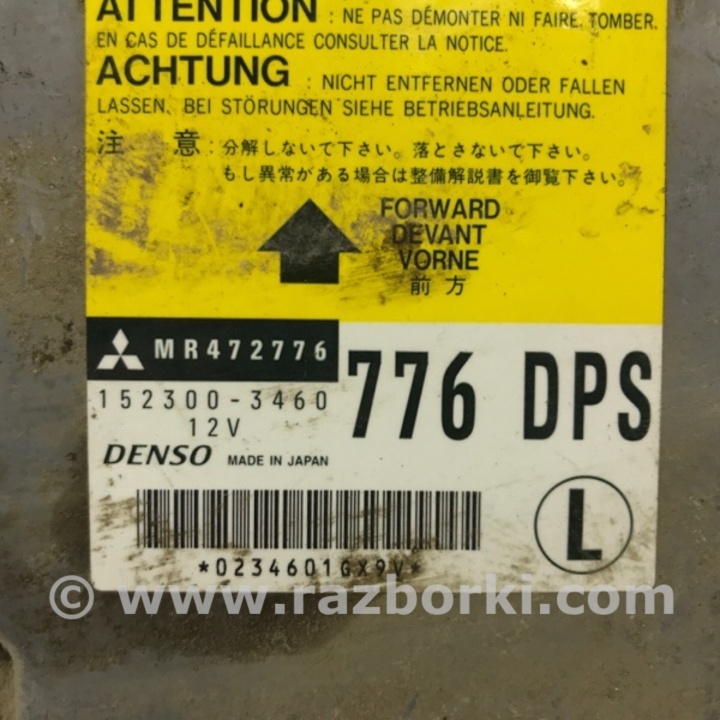 ATTENTION : NE PAS DÉMONTER NI FAIRE TOMBER.
EN CAS DE DÉFAILLANCE CONSULTER LA NOTICE.
ACHTUNG : NICHT ENTFERNEN ODER FALLEN
LASSEN. BEI STÖRUNGEN SIEHE BETRIEBSANLEITUNG.
注 意 : 分解しないで下さい。落とさないで下さい。
もし異常がある場合は整備解説書を御覧下さい。
FORWARD
DEVANT
VORNE
前方
MR472776
776 DPS
152300-3460
12V
DENSO MADE IN JAPAN
L
*0234601GX9V*
© www.razborki.com